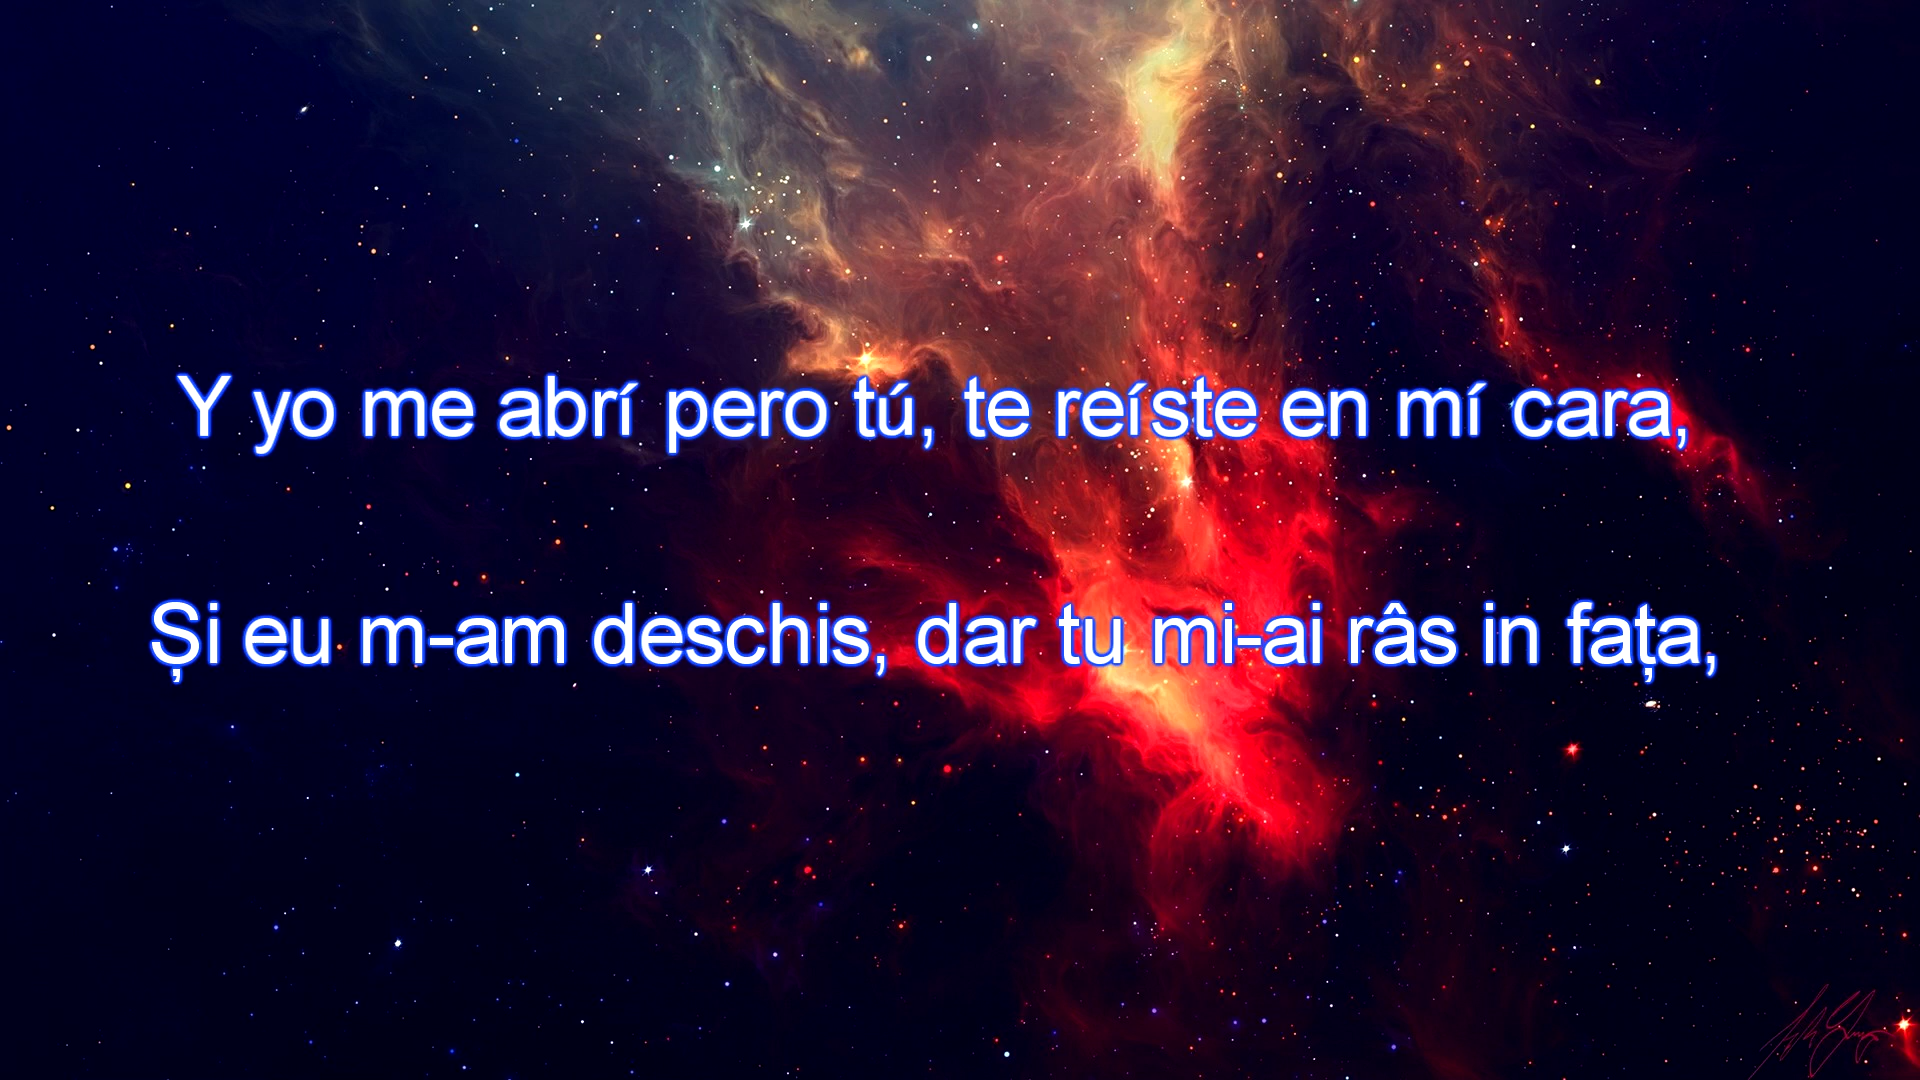 Y yo me abrí pero tú, te reíste en mí cara,
Și eu m-am deschis, dar tu mi-ai râs in fața,